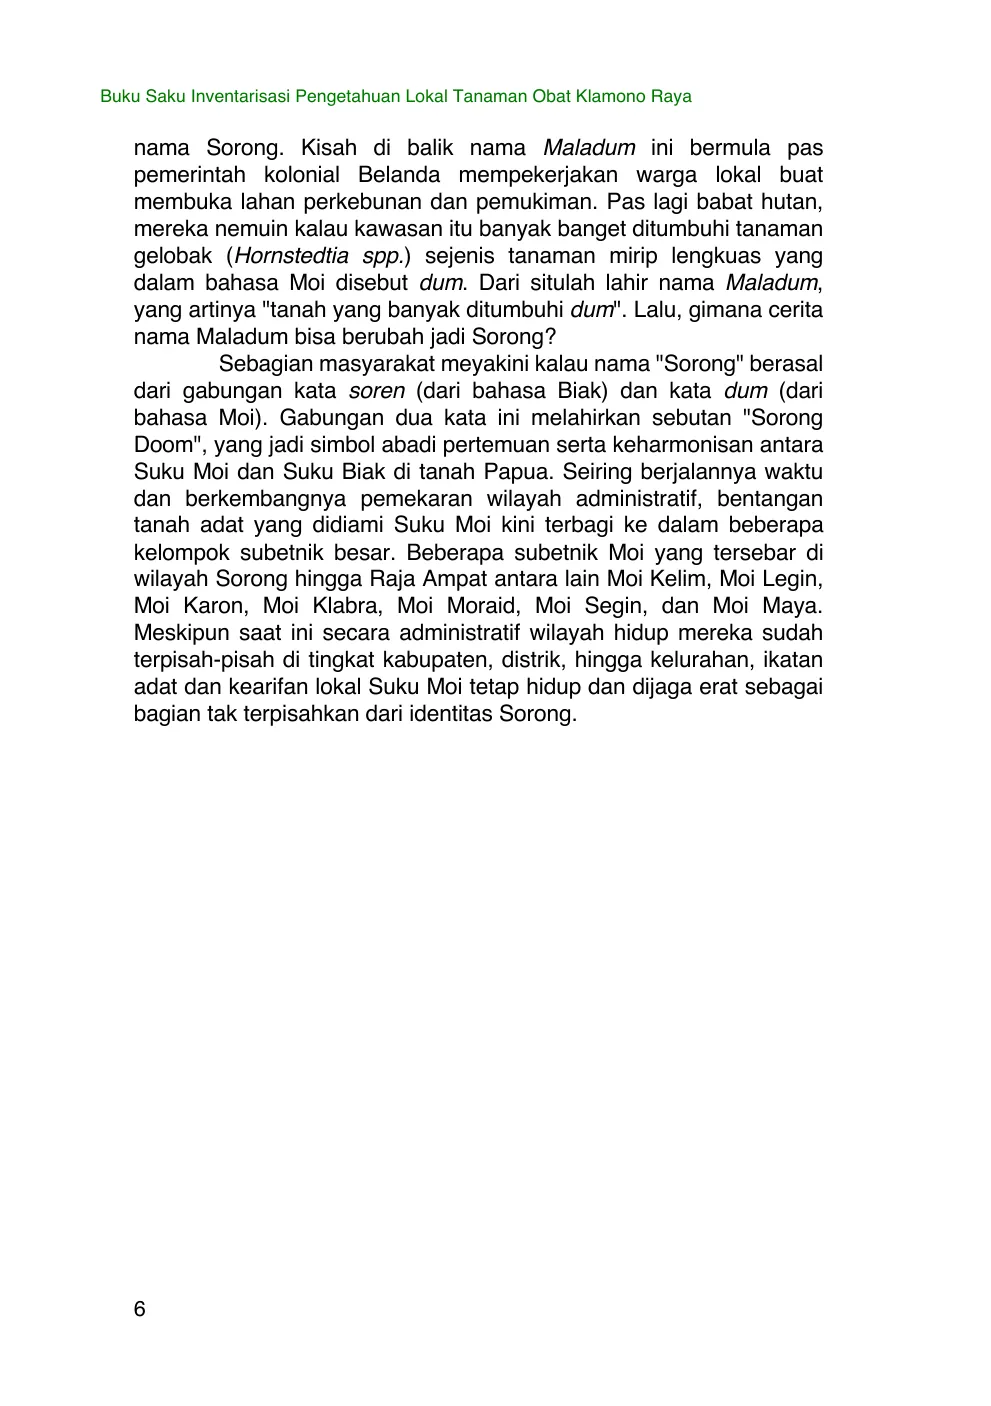 Buku Saku Inventarisasi Pengetahuan Lokal Tanaman Obat Klamono Raya
nama Sorong. Kisah di balik nama Maladum ini bermula pas
pemerintah kolonial Belanda mempekerjakan warga lokal buat
membuka lahan perkebunan dan pemukiman. Pas lagi babat hutan,
mereka nemuin kalau kawasan itu banyak banget ditumbuhi tanaman
gelobak (Hornstedtia spp.) sejenis tanaman mirip lengkuas yang
dalam bahasa Moi disebut dum. Dari situlah lahir nama Maladum,
yang artinya "tanah yang banyak ditumbuhi dum". Lalu, gimana cerita
nama Maladum bisa berubah jadi Sorong?
Sebagian masyarakat meyakini kalau nama "Sorong" berasal
dari gabungan kata soren (dari bahasa Biak) dan kata dum (dari
bahasa Moi). Gabungan dua kata ini melahirkan sebutan "Sorong
Doom", yang jadi simbol abadi pertemuan serta keharmonisan antara
Suku Moi dan Suku Biak di tanah Papua. Seiring berjalannya waktu
dan berkembangnya pemekaran wilayah administratif, bentangan
tanah adat yang didiami Suku Moi kini terbagi ke dalam beberapa
kelompok subetnik besar. Beberapa subetnik Moi yang tersebar di
wilayah Sorong hingga Raja Ampat antara lain Moi Kelim, Moi Legin,
Moi Karon, Moi Klabra, Moi Moraid, Moi Segin, dan Moi Maya.
Meskipun saat ini secara administratif wilayah hidup mereka sudah
terpisah-pisah di tingkat kabupaten, distrik, hingga kelurahan, ikatan
adat dan kearifan lokal Suku Moi tetap hidup dan dijaga erat sebagai
bagian tak terpisahkan dari identitas Sorong.
6